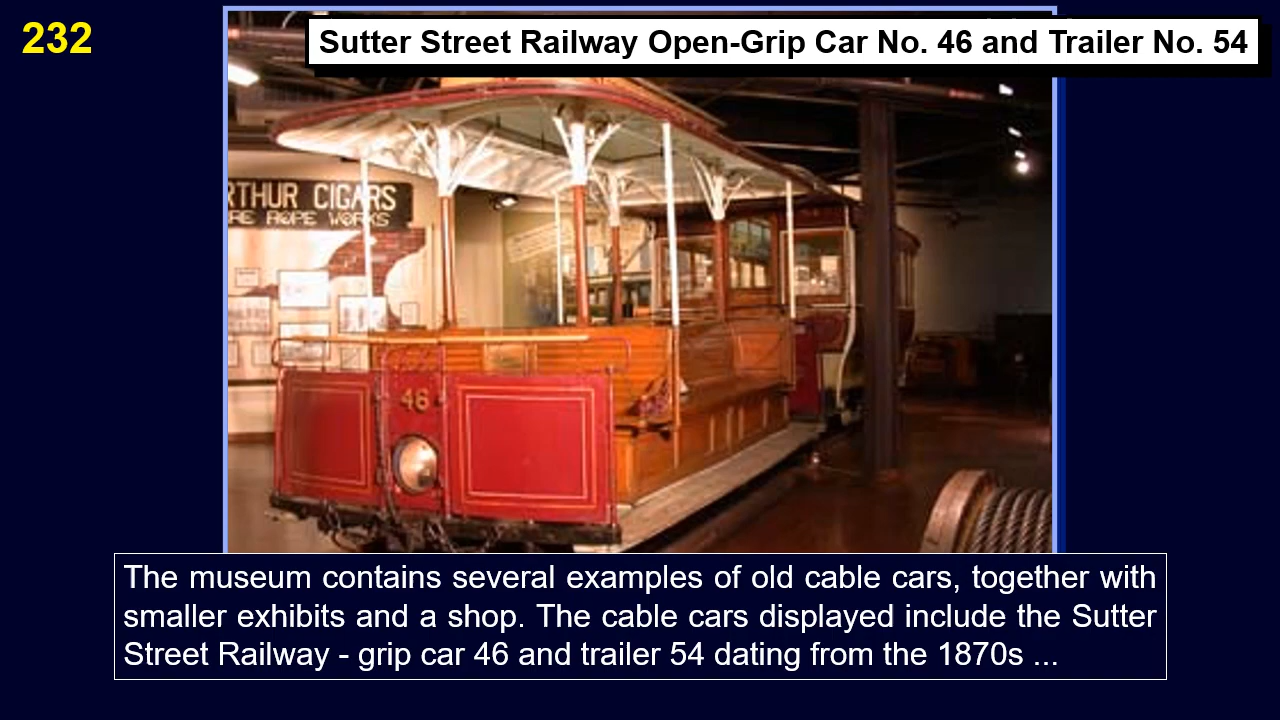 232
Sutter Street Railway Open-Grip Car No. 46 and Trailer No. 54
RTHUR CIGARS
RE ROPE WORKS
46
The museum contains several examples of old cable cars, together with
smaller exhibits and a shop. The cable cars displayed include the Sutter
Street Railway - grip car 46 and trailer 54 dating from the 1870s ...